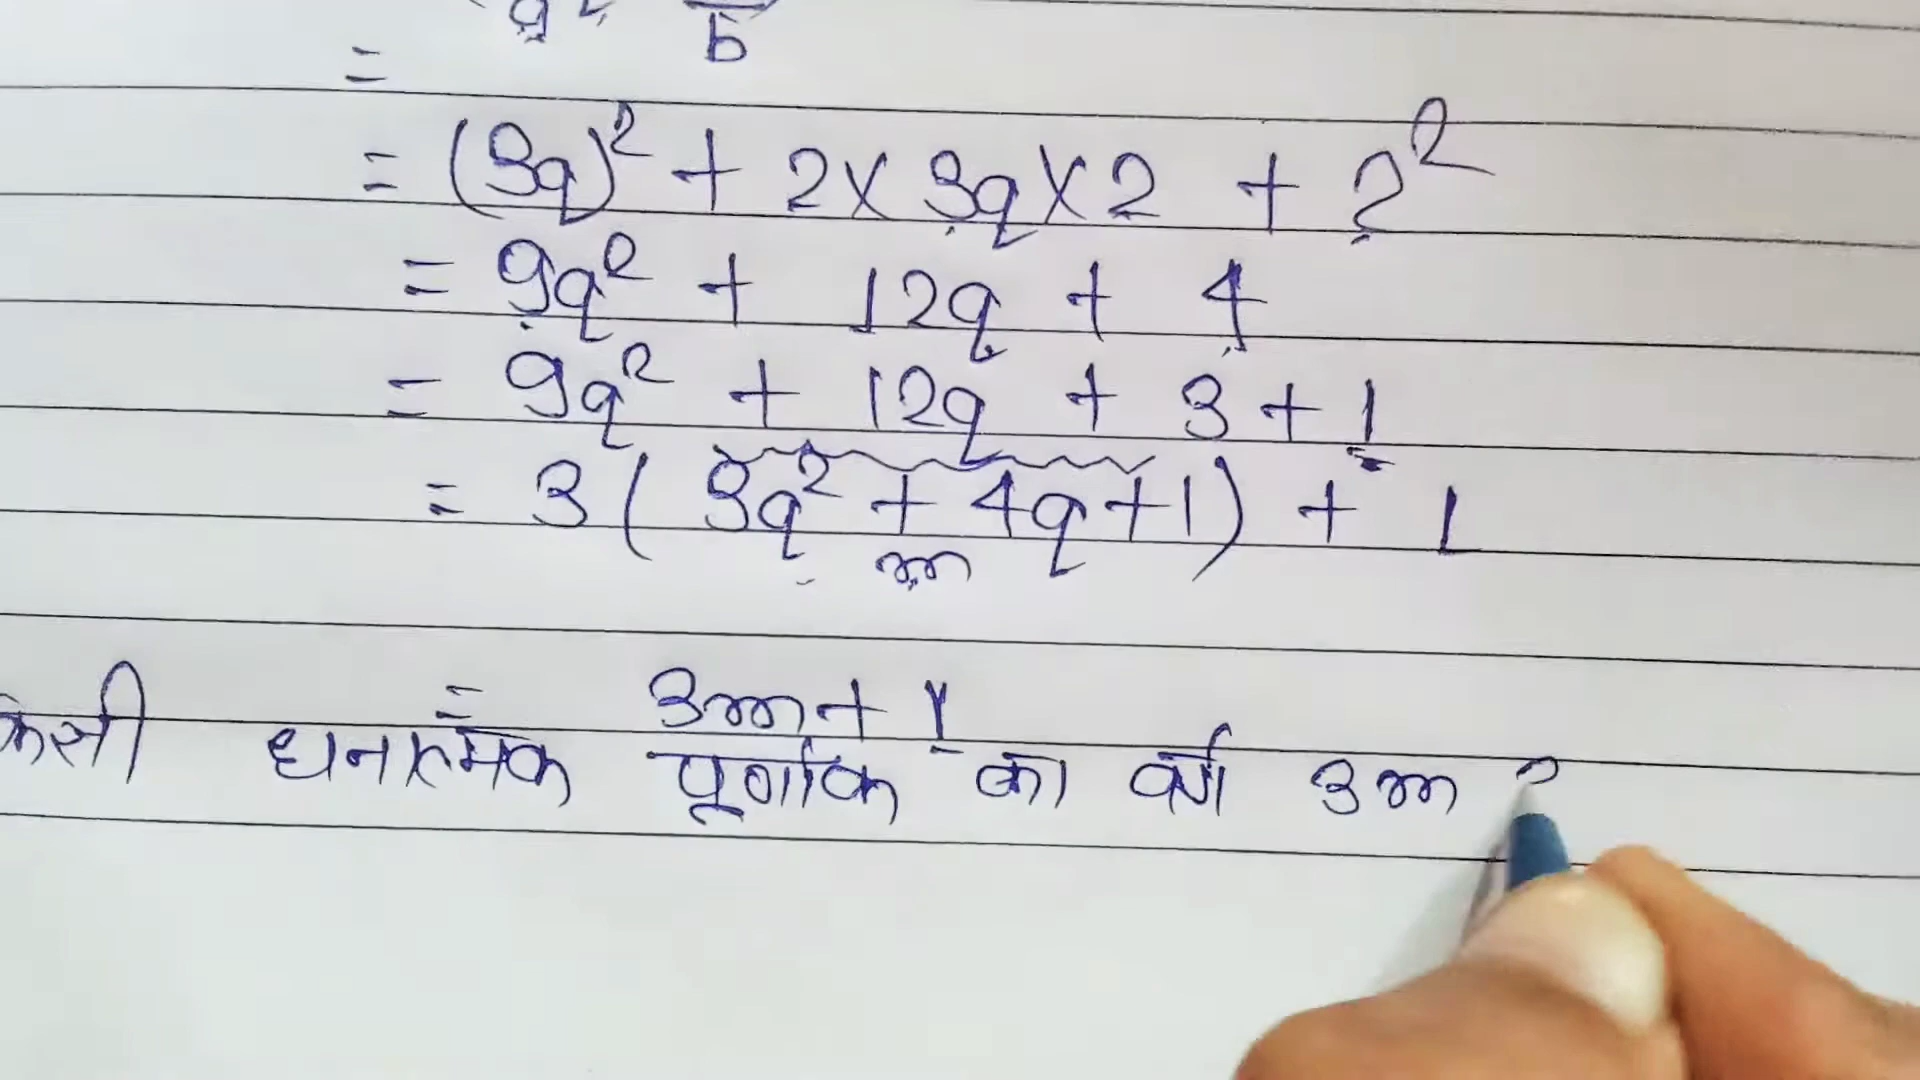 b
=
= (3q)² + 2 × 3q × 2 + 2²
= 9q² + 12q + 4
= 9q² + 12q + 3 + 1
= 3 ( 3q² + 4q + 1 ) + 1
m
= 3m + 1
किसी धनात्मक पूर्णाक का वर्ग 3m